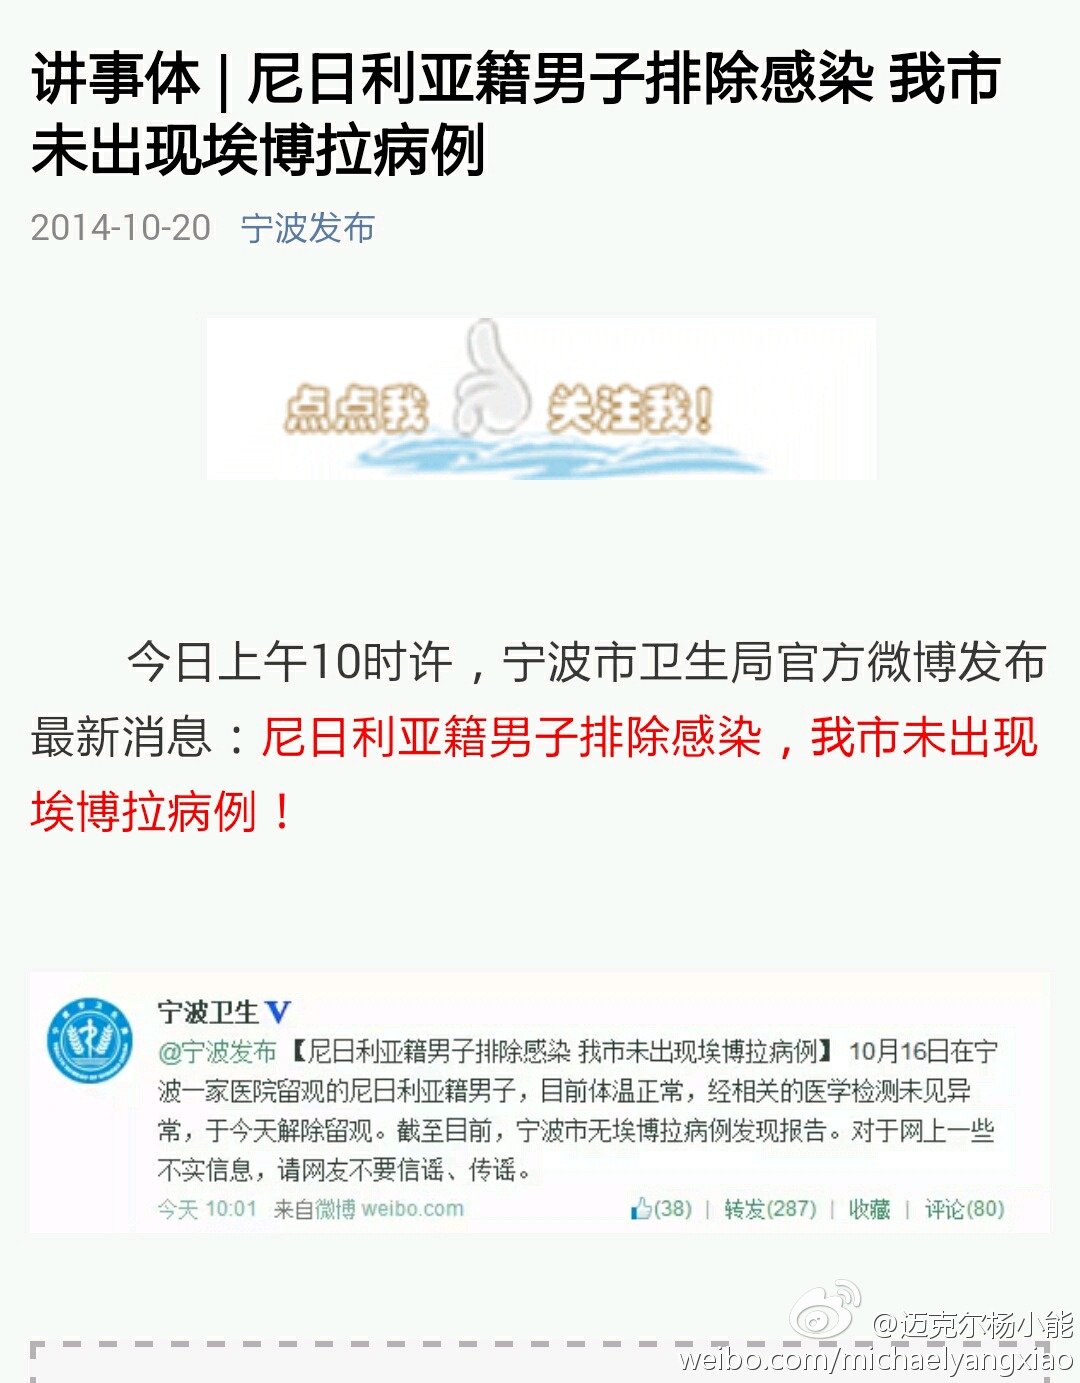 讲事体 | 尼日利亚籍男子排除感染 我市
未出现埃博拉病例
2014-10-20 宁波发布
点点我 关注我！
今日上午10时许，宁波市卫生局官方微博发布
最新消息：尼日利亚籍男子排除感染，我市未出现
埃博拉病例！
宁波卫生V
@宁波发布 【尼日利亚籍男子排除感染 我市未出现埃博拉病例】 10月16日在宁
波一家医院留观的尼日利亚籍男子，目前体温正常，经相关的医学检测未见异
常，于今天解除留观。截至目前，宁波市无埃博拉病例发现报告。对于网上一些
不实信息，请网友不要信谣、传谣。
今天 10:01 来自微博 weibo.com (38) | 转发(287) | 收藏 | 评论(80)
@迈克尔杨小能
weibo.com/michaelyangxiao